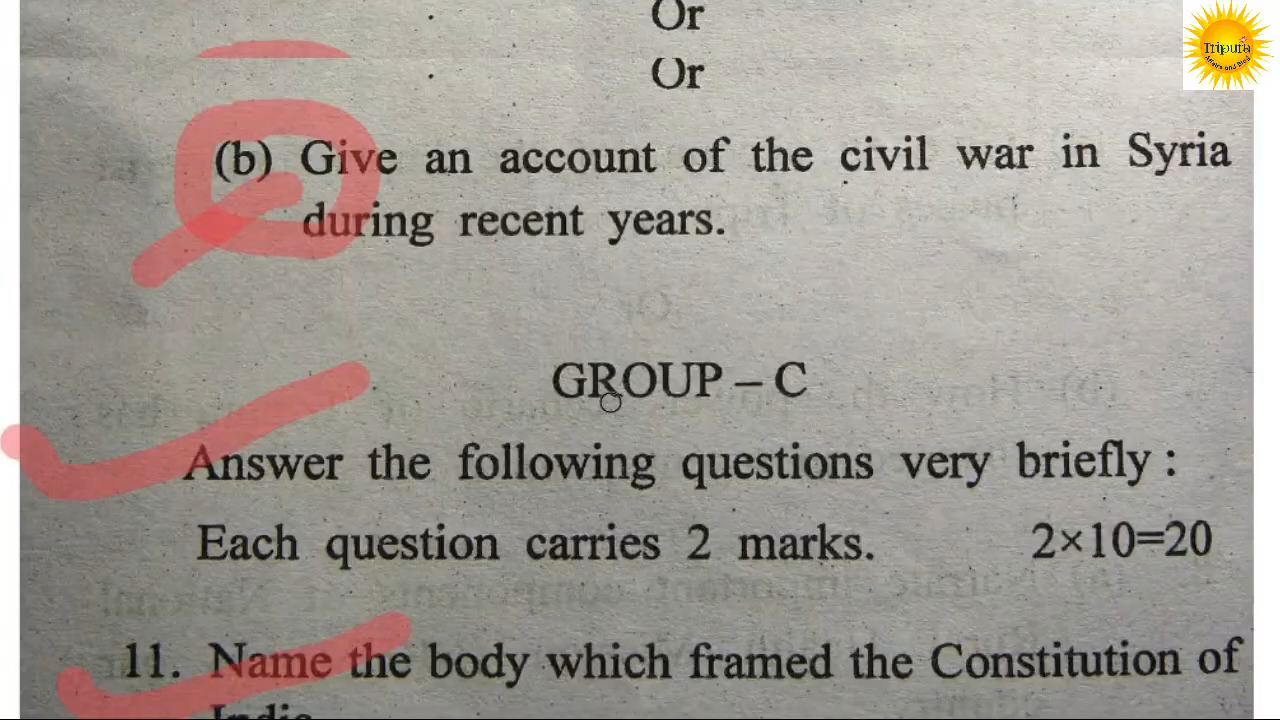 Or
Or
(b) Give an account of the civil war in Syria
during recent years.
GROUP – C
Answer the following questions very briefly :
Each question carries 2 marks. 2×10=20
11. Name the body which framed the Constitution of
India
Tripura